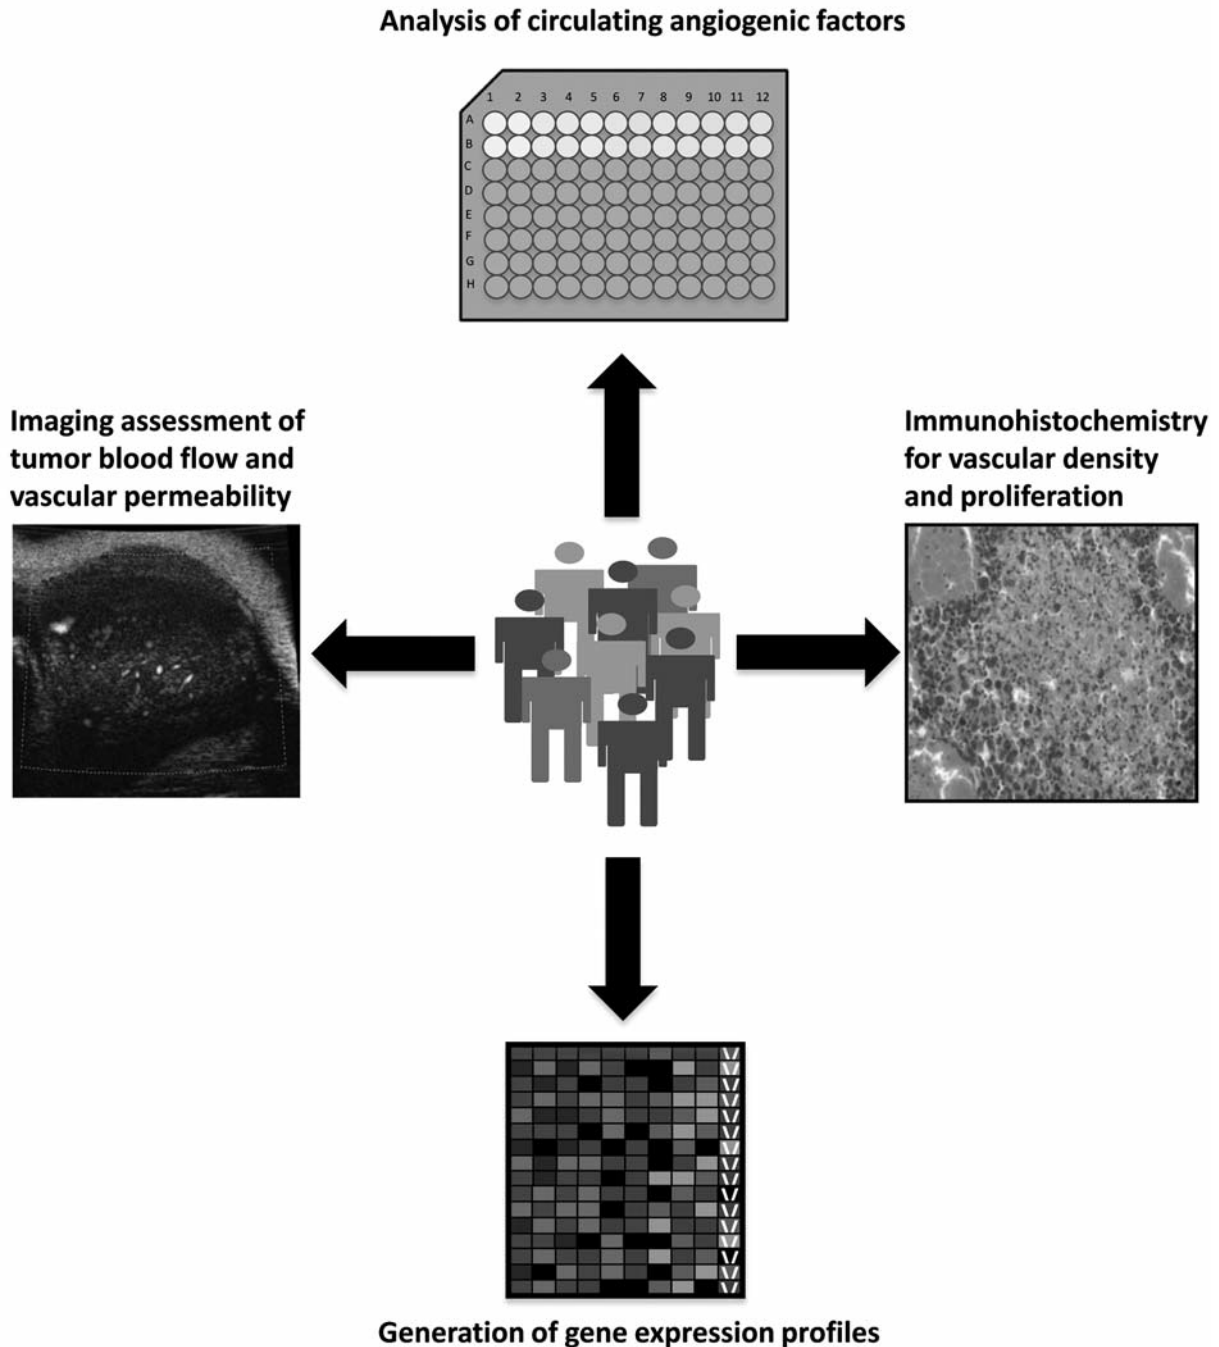 Analysis of circulating angiogenic factors
1 2 3 4 5 6 7 8 9 10 11 12
A
B
C
D
E
F
G
H
Imaging assessment of
tumor blood flow and
vascular permeability
Immunohistochemistry
for vascular density
and proliferation
Generation of gene expression profiles